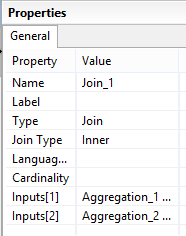 Properties
General
Property Value
Name Join_1
Label
Type Join
Join Type Inner
Languag...
Cardinality
Inputs[1] Aggregation_1 ...
Inputs[2] Aggregation_2 ...